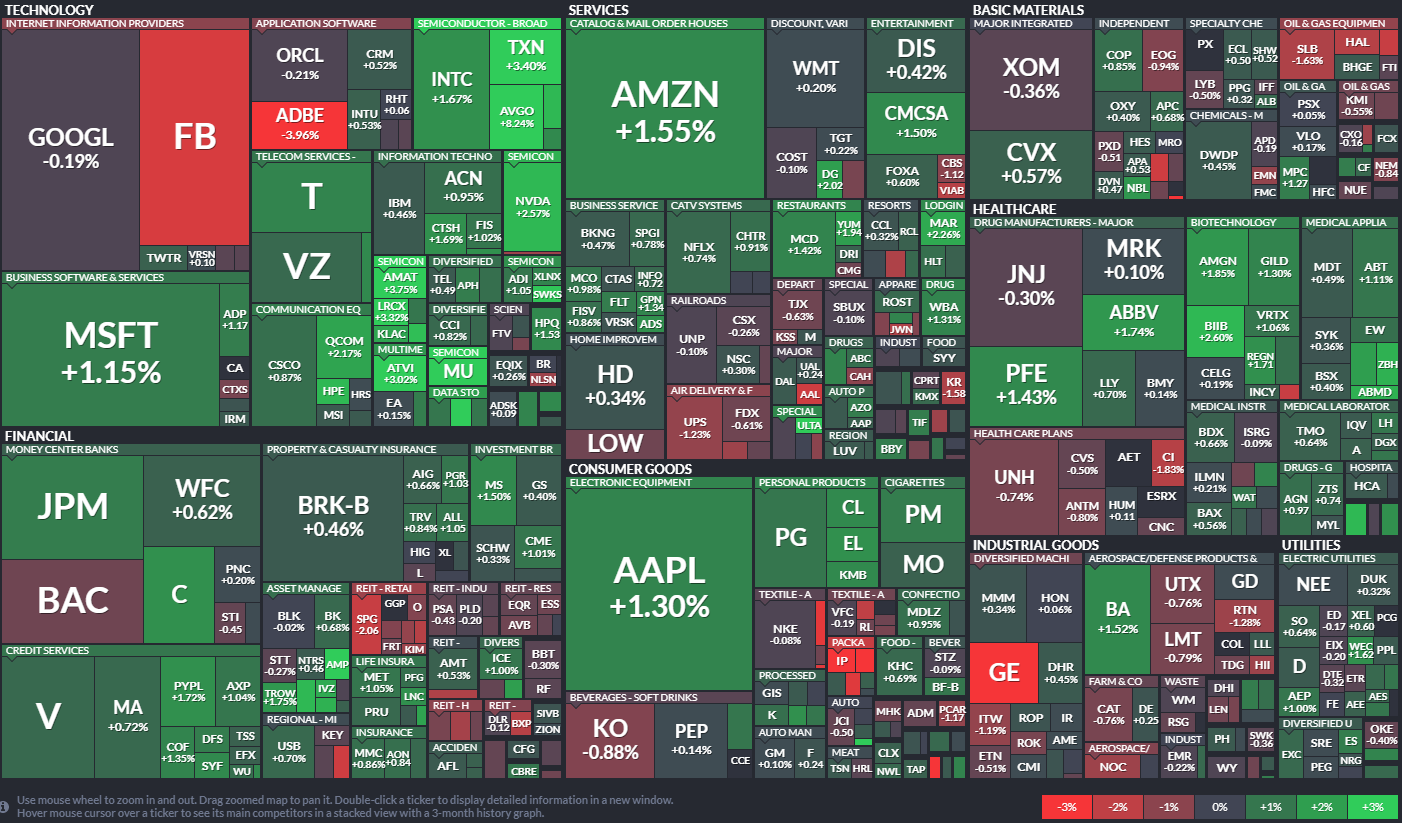 TECHNOLOGY
INTERNET INFORMATION PROVIDERS
GOOGL
-0.19%
FB
TWTR
VRSN
+0.10
APPLICATION SOFTWARE
ORCL
-0.21%
CRM
+0.52%
ADBE
-3.96%
INTU
+0.53%
RHT
+0.06
SEMICONDUCTOR - BROAD
INTC
+1.67%
TXN
+3.40%
AVGO
+8.24%
BUSINESS SOFTWARE & SERVICES
MSFT
+1.15%
ADP
+1.17
CA
CTXS
IRM
TELECOM SERVICES -
T
VZ
INFORMATION TECHNO
IBM
+0.46%
ACN
+0.95%
CTSH
+1.69%
FIS
+1.02%
SEMICON
NVDA
+2.57%
COMMUNICATION EQ
CSCO
+0.87%
QCOM
+2.17%
HPE
HRS
MSI
SEMICON
AMAT
+3.75%
LRCX
+3.32%
KLAC
DIVERSIFIED
TEL
+0.49
APH
SEMICON
ADI
+1.05
XLNX
SWKS
MULTIME
ATVI
+3.02%
EA
+0.15%
DIVERSIFIE
CCI
+0.82%
SCIEN
FTV
HPQ
+1.53
SEMICON
MU
DATA STO
EQIX
+0.26%
BR
NLSN
ADSK
+0.09
SERVICES
CATALOG & MAIL ORDER HOUSES
AMZN
+1.55%
DISCOUNT, VARI
WMT
+0.20%
COST
-0.10%
TGT
+0.22%
DG
+2.02
ENTERTAINMENT
DIS
+0.42%
CMCSA
+1.50%
FOXA
+0.60%
CBS
-1.12
VIAB
BUSINESS SERVICE
BKNG
+0.47%
SPGI
+0.78%
MCO
+0.98%
CTAS
INFO
+0.72
FLT
GPN
+1.34
FISV
+0.86%
VRSK
ADS
CATV SYSTEMS
NFLX
+0.74%
CHTR
+0.91%
RESTAURANTS
MCD
+1.42%
YUM
+1.94
DRI
CMG
RESORTS
CCL
+0.32%
RCL
LODGIN
MAR
+2.26%
HLT
RAILROADS
UNP
-0.10%
CSX
-0.26%
NSC
+0.30%
DEPART
TJX
-0.63%
KSS
M
SPECIAL
SBUX
-0.10%
APPARE
ROST
JWN
DRUG
WBA
+1.31%
HOME IMPROVEM
HD
+0.34%
LOW
MAJOR
DAL
UAL
+0.24
AAL
DRUGS
ABC
CAH
INDUST
FOOD
SYY
CPRT
KMX
KR
-1.58
AIR DELIVERY & F
UPS
-1.23%
FDX
-0.61%
SPECIAL
ULTA
AUTO P
AZO
AAP
TIF
REGION
LUV
BBY
BASIC MATERIALS
MAJOR INTEGRATED
XOM
-0.36%
CVX
+0.57%
INDEPENDENT
COP
+0.85%
EOG
-0.94%
OXY
+0.40%
APC
+0.68%
PXD
-0.51
HES
MRO
APA
+0.53
DVN
+0.47
NBL
SPECIALTY CHE
PX
ECL
+0.50
SHW
+0.52
LYB
-0.50%
PPG
+0.32
IFF
ALB
CHEMICALS - M
DWDP
+0.45%
APD
-0.19
EMN
FMC
OIL & GAS EQUIPMEN
SLB
-1.63%
HAL
BHGE
FTI
OIL & GA
PSX
+0.05%
VLO
+0.17%
MPC
+1.27
HFC
OIL & GAS
KMI
-0.55%
CXO
-0.16
FCX
CF
NEM
-0.84
NUE
HEALTHCARE
DRUG MANUFACTURERS - MAJOR
JNJ
-0.30%
MRK
+0.10%
ABBV
+1.74%
PFE
+1.43%
LLY
+0.70%
BMY
+0.14%
BIOTECHNOLOGY
AMGN
+1.85%
GILD
+1.30%
BIIB
+2.60%
VRTX
+1.06%
REGN
+1.71
CELG
+0.19%
INCY
MEDICAL APPLIA
MDT
+0.49%
ABT
+1.11%
SYK
+0.36%
EW
ZBH
BSX
+0.40%
ABMD
HEALTH CARE PLANS
UNH
-0.74%
CVS
-0.50%
AET
CI
-1.83%
ANTM
-0.80%
HUM
+0.11
ESRX
CNC
MEDICAL INSTR
BDX
+0.66%
ISRG
-0.09%
ILMN
+0.21%
WAT
BAX
+0.56%
MEDICAL LABORATOR
TMO
+0.64%
IQV
LH
A
DGX
DRUGS - G
AGN
+0.97
ZTS
+0.74
MYL
HOSPITA
HCA
FINANCIAL
MONEY CENTER BANKS
JPM
WFC
+0.62%
BAC
C
PNC
+0.20%
STI
-0.45
PROPERTY & CASUALTY INSURANCE
BRK-B
+0.46%
AIG
+0.66%
PGR
+1.03
TRV
+0.84%
ALL
+1.05
HIG
XL
L
INVESTMENT BR
MS
+1.50%
GS
+0.40%
SCHW
+0.33%
CME
+1.01%
CREDIT SERVICES
V
MA
+0.72%
PYPL
+1.72%
AXP
+1.04%
COF
+1.35%
DFS
SYF
TSS
EFX
WU
ASSET MANAGE
BLK
-0.02%
BK
+0.68%
STT
-0.27%
NTRS
+0.46
AMP
TROW
+1.75%
IVZ
REGIONAL - MI
USB
+0.70%
KEY
REIT - RETAI
SPG
-2.06
GGP
O
FRT
KIM
LIFE INSURA
MET
+1.05%
PFG
LNC
PRU
INSURANCE
MMC
+0.86%
AON
+0.84
REIT - INDU
PSA
-0.43
PLD
-0.20
REIT - RES
EQR
ESS
AVB
REIT -
AMT
+0.53%
DIVERS
ICE
+1.00%
BBT
-0.30%
RF
REIT - H
REIT -
DLR
-0.12
BXP
SIVB
ZION
ACCIDEN
AFL
CFG
CBRE
CONSUMER GOODS
ELECTRONIC EQUIPMENT
AAPL
+1.30%
PERSONAL PRODUCTS
PG
CL
EL
KMB
CIGARETTES
PM
MO
BEVERAGES - SOFT DRINKS
KO
-0.88%
PEP
+0.14%
CCE
TEXTILE - A
NKE
-0.08%
TEXTILE - A
VFC
-0.19
RL
CONFECTIO
MDLZ
+0.95%
PACKA
IP
FOOD -
KHC
+0.69%
BEVER
STZ
-0.09%
BF-B
PROCESSED
GIS
K
AUTO
JCI
-0.50
MHK
ADM
PCAR
-1.17
AUTO MAN
GM
+0.10%
F
+0.24
MEAT
TSN
HRL
CLX
NWL
TAP
INDUSTRIAL GOODS
DIVERSIFIED MACHI
MMM
+0.34%
HON
+0.06%
GE
DHR
+0.45%
ITW
-1.19%
ROP
IR
ETN
-0.51%
ROK
AME
CMI
AEROSPACE/DEFENSE PRODUCTS &
BA
+1.52%
UTX
-0.76%
GD
LMT
-0.79%
RTN
-1.28%
COL
LLL
TDG
HII
FARM & CO
CAT
-0.76%
DE
+0.25
WASTE
WM
RSG
DHI
LEN
AEROSPACE/
NOC
INDUST
EMR
-0.22%
PH
SWK
-0.36
WY
UTILITIES
ELECTRIC UTILITIES
NEE
DUK
+0.32%
SO
+0.64%
ED
-0.17
XEL
+0.60
PCG
D
EIX
-0.20
WEC
+1.62
PPL
DTE
-0.32
ETR
AEP
+1.00%
FE
AEE
AES
DIVERSIFIED U
EXC
SRE
ES
OKE
-0.40%
PEG
NRG
Use mouse wheel to zoom in and out. Drag zoomed map to pan it. Double-click a ticker to display detailed information in a new window.
Hover mouse cursor over a ticker to see its main competitors in a stacked view with a 3-month history graph.
-3%
-2%
-1%
0%
+1%
+2%
+3%